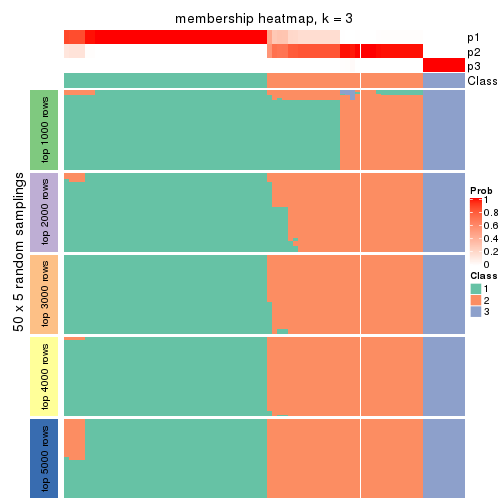 membership heatmap, k = 3
p1
p2
p3
Class
50 x 5 random samplings
top 1000 rows
top 2000 rows
top 3000 rows
top 4000 rows
top 5000 rows
Prob
1
0.8
0.6
0.4
0.2
0
Class
1
2
3